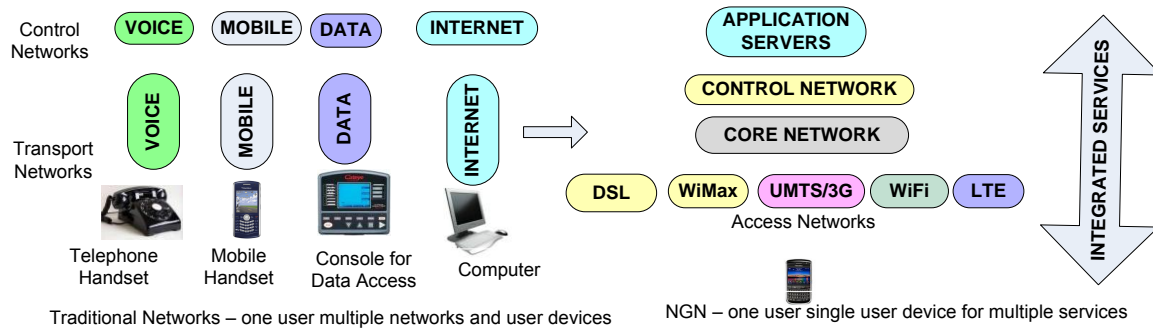 Control
Networks
VOICE
MOBILE
DATA
INTERNET
Transport
Networks
VOICE
MOBILE
DATA
INTERNET
Telephone
Handset
Mobile
Handset
Console for
Data Access
Computer
Traditional Networks – one user multiple networks and user devices
APPLICATION
SERVERS
CONTROL NETWORK
CORE NETWORK
DSL
WiMax
UMTS/3G
WiFi
LTE
Access Networks
NGN – one user single user device for multiple services
INTEGRATED SERVICES